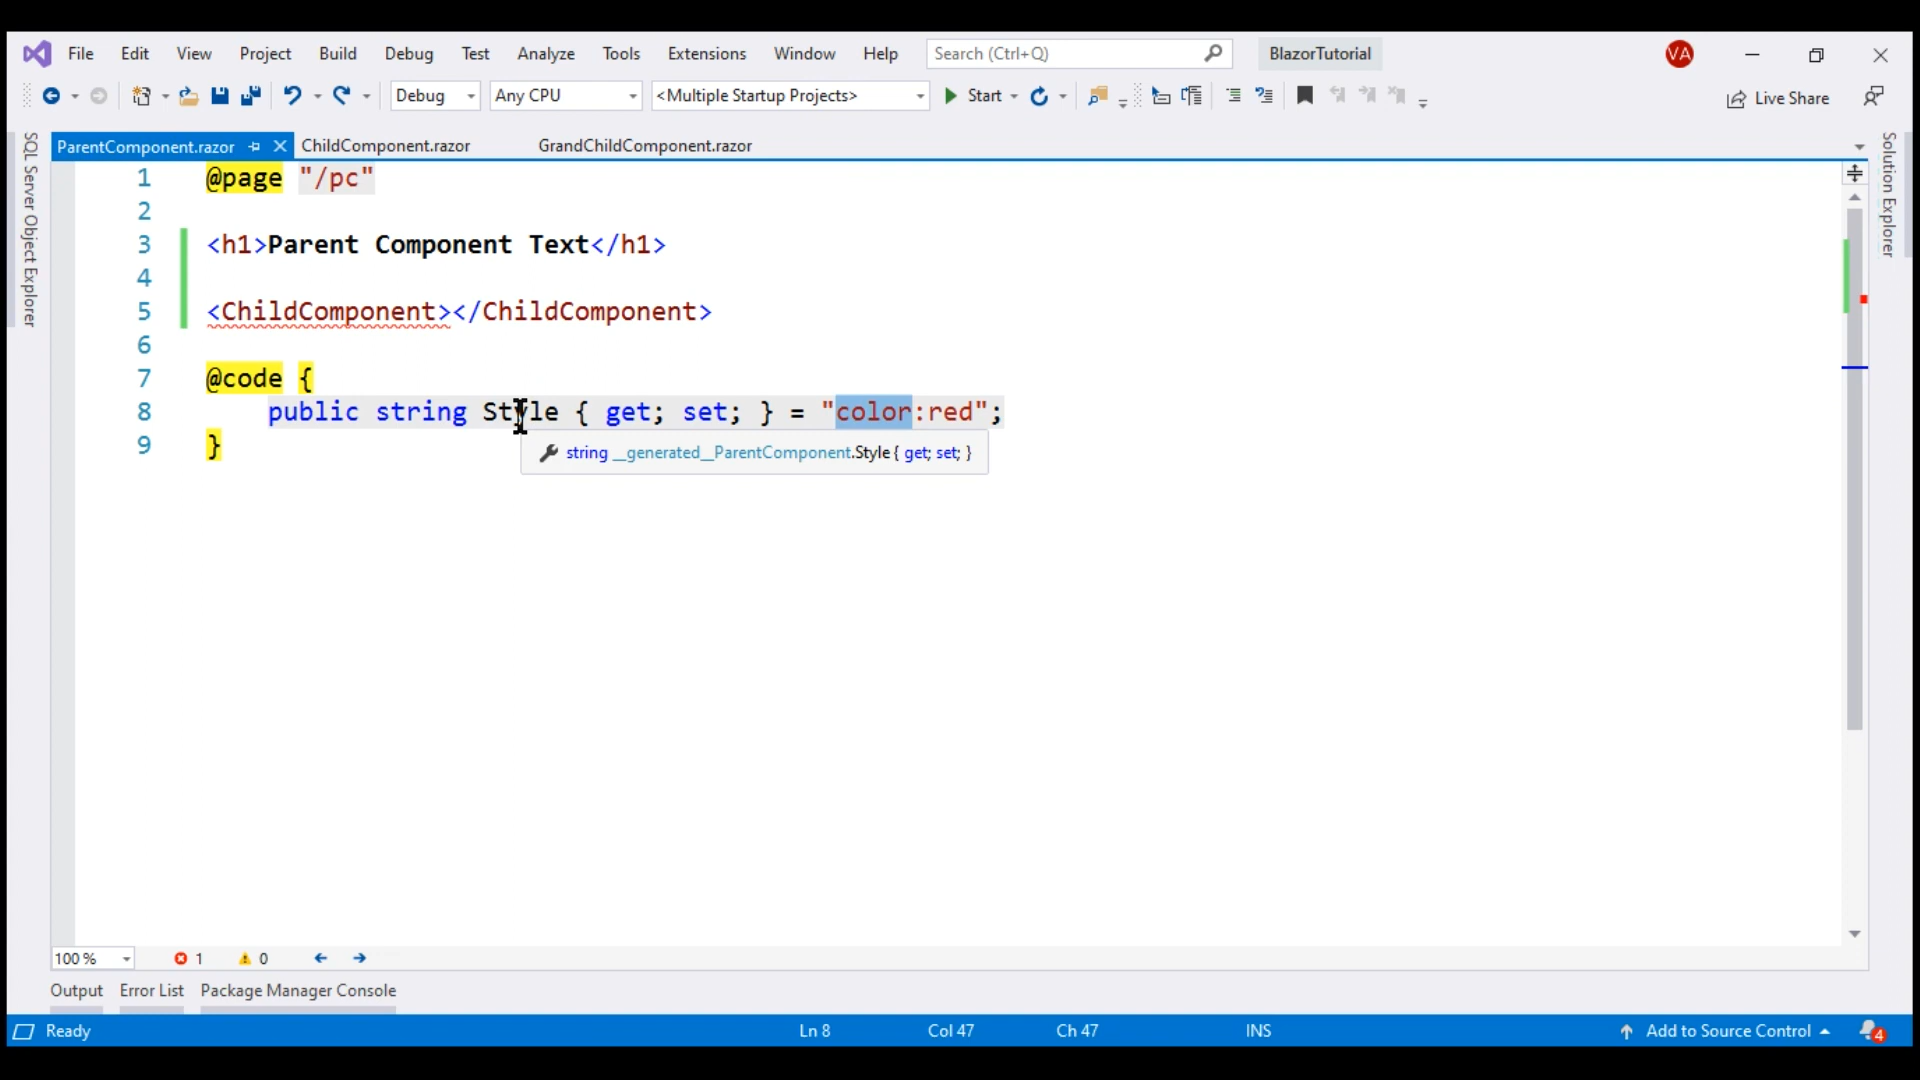 File Edit View Project Build Debug Test Analyze Tools Extensions Window Help Search (Ctrl+Q) BlazorTutorial VA
Debug Any CPU <Multiple Startup Projects> Start Live Share
SQL Server Object Explorer
ParentComponent.razor ChildComponent.razor GrandChildComponent.razor
Solution Explorer
1 @page "/pc"
2
3 <h1>Parent Component Text</h1>
4
5 <ChildComponent></ChildComponent>
6
7 @code {
8 public string Style { get; set; } = "color:red";
9 }
string __generated__ParentComponent.Style { get; set; }
100 % 1 0
Output Error List Package Manager Console
Ready Ln 8 Col 47 Ch 47 INS Add to Source Control 4